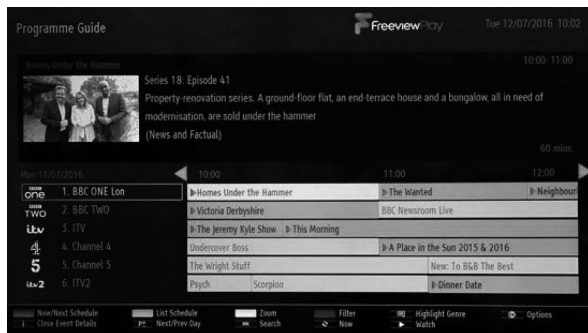 Programme Guide
FreeviewPlay
Tue 12/07/2016 10:02
Homes Under the Hammer
10:00-11:00
Series 18: Episode 41
Property-renovation series. A ground-floor flat, an end-terrace house and a bungalow, all in need of
modernisation, are sold under the hammer
(News and Factual)
60 mins.
Mon 11/07/2016
10:00
11:00
12:00
BBC one 1. BBC ONE Lon
Homes Under the Hammer
The Wanted
Neighbour
BBC TWO 2. BBC TWO
Victoria Derbyshire
BBC Newsroom Live
itv 3. ITV
The Jeremy Kyle Show
This Morning
4 4. Channel 4
Undercover Boss
A Place in the Sun 2015 & 2016
5 5. Channel 5
The Wright Stuff
New: To B&B The Best
itv2 6. ITV2
Psych
Scorpion
Dinner Date
Now/Next Schedule
List Schedule
Zoom
Filter
Highlight Genre
Options
i Close Event Details
P± Next/Prev Day
Search
Now
Watch